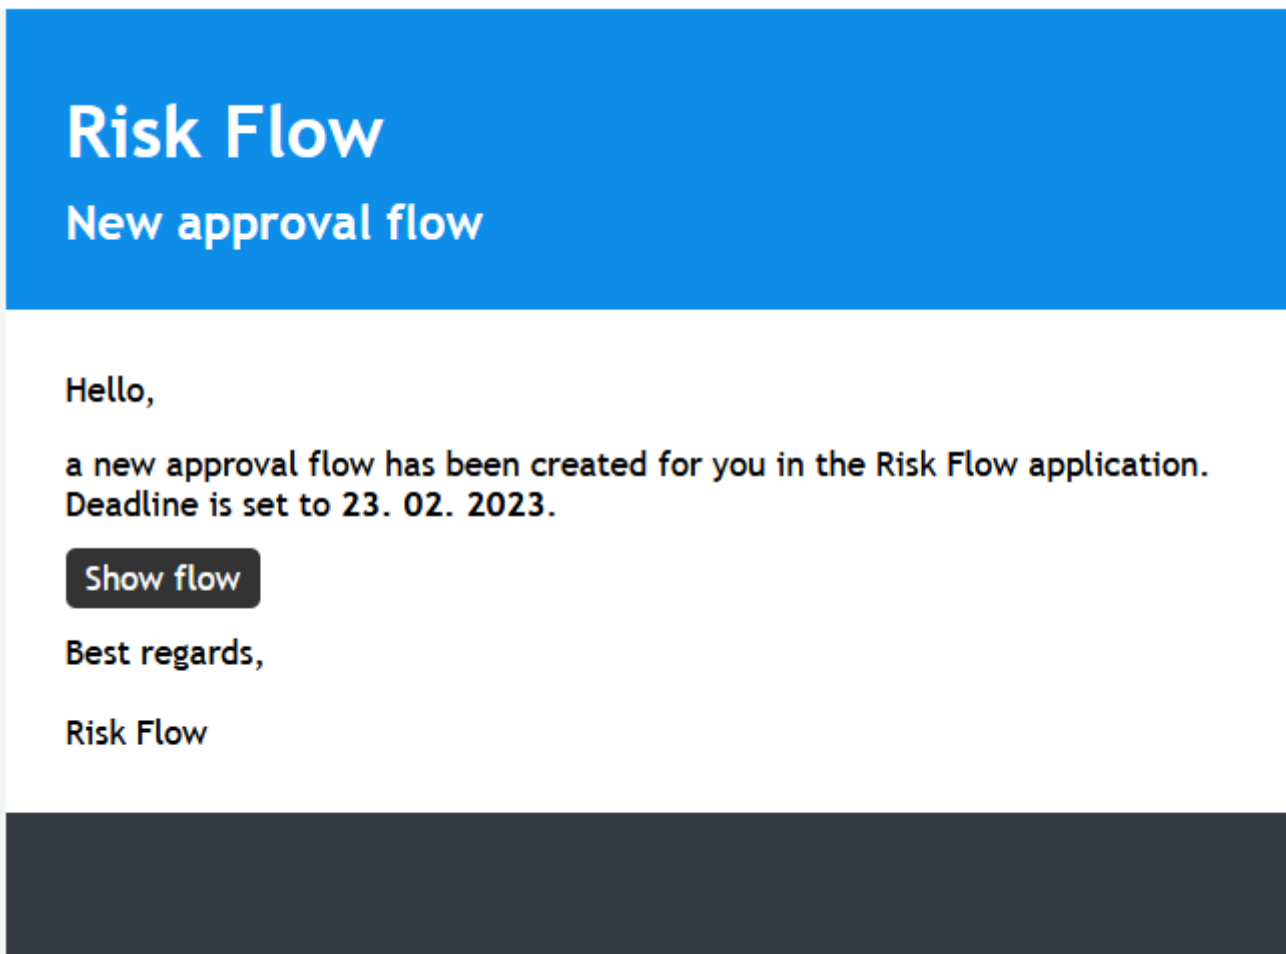 Risk Flow
New approval flow
Hello,
a new approval flow has been created for you in the Risk Flow application.
Deadline is set to 23. 02. 2023.
Show flow
Best regards,
Risk Flow